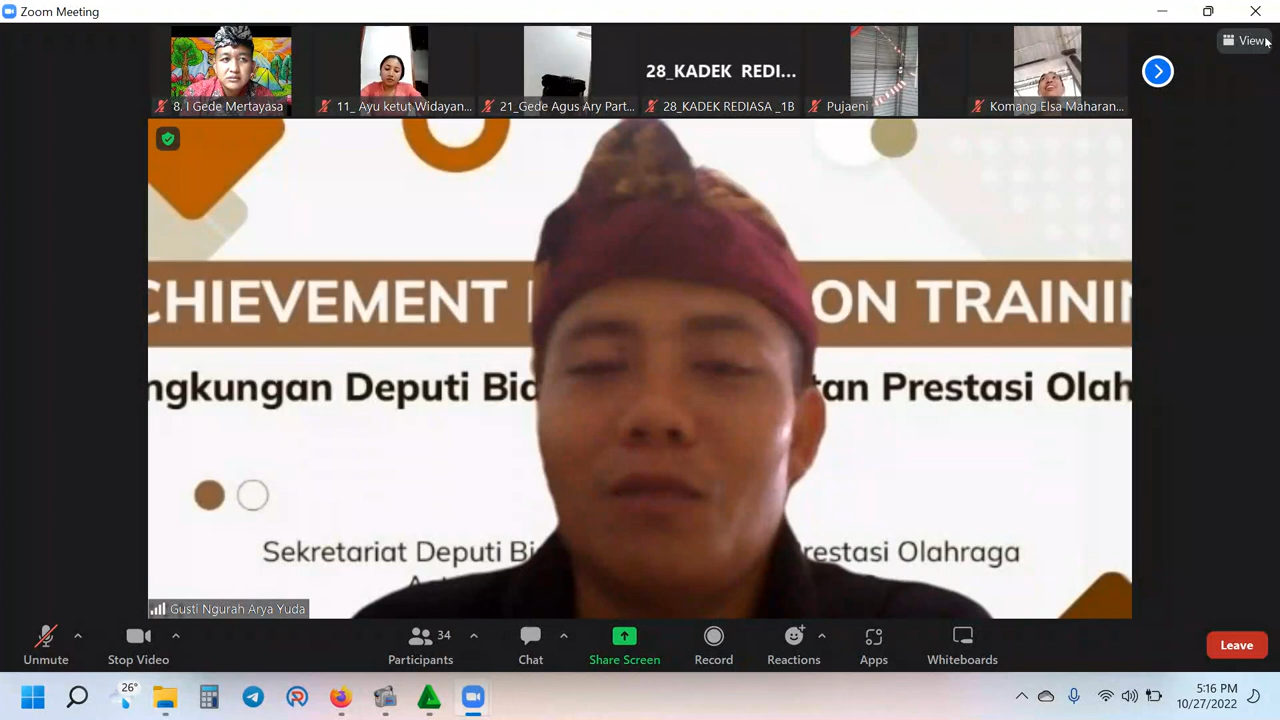 Zoom Meeting
View
28_KADEK REDI...
8. I Gede Mertayasa
11_ Ayu ketut Widayan...
21_Gede Agus Ary Part...
28_KADEK REDIASA _1B
Pujaeni
Komang Elsa Maharan...
CHIEVEMENT ON TRAININ
ngkungan Deputi Bid tan Prestasi Olah
Sekretariat Deputi Bi restasi Olahraga
Gusti Ngurah Arya Yuda
34
Unmute
Stop Video
Participants
Chat
Share Screen
Record
Reactions
Apps
Whiteboards
Leave
26°
5:16 PM
10/27/2022